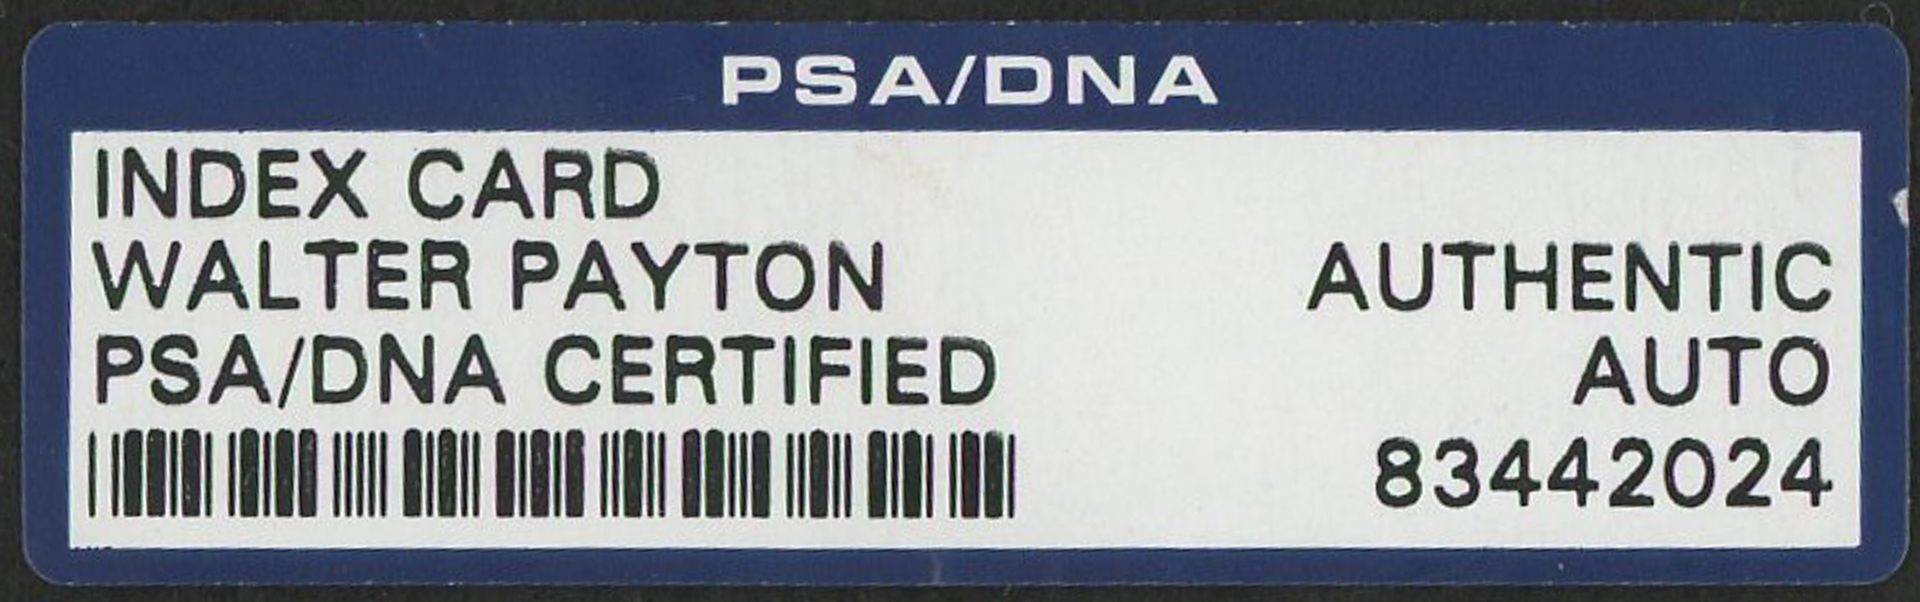 PSA/DNA
INDEX CARD
WALTER PAYTON
AUTHENTIC
PSA/DNA CERTIFIED
AUTO
83442024